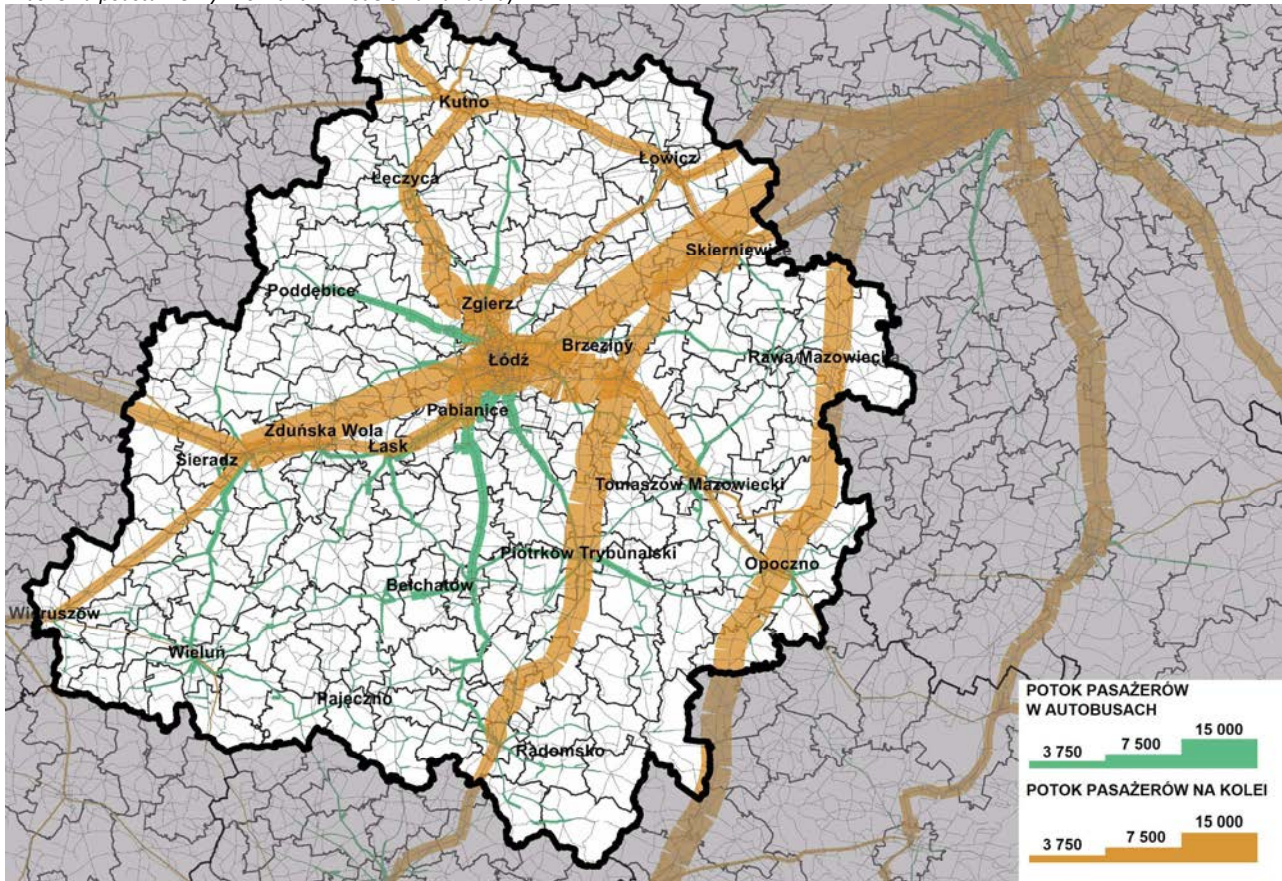 Kutno
Łowicz
Łęczyca
Skierniewi
Poddębice
Zgierz
Brzeziny
Łódź
Rawa Mazowiecka
Pabianice
Zduńska Wola
Łask
Sieradz
Tomaszów Mazowiecki
Piotrków Trybunalski
Opoczno
Bełchatów
Wieruszów
Wieluń
Pajęczno
Radomsko
POTOK PASAŻERÓW
W AUTOBUSACH
3 750 7 500 15 000
POTOK PASAŻERÓW NA KOLEI
3 750 7 500 15 000